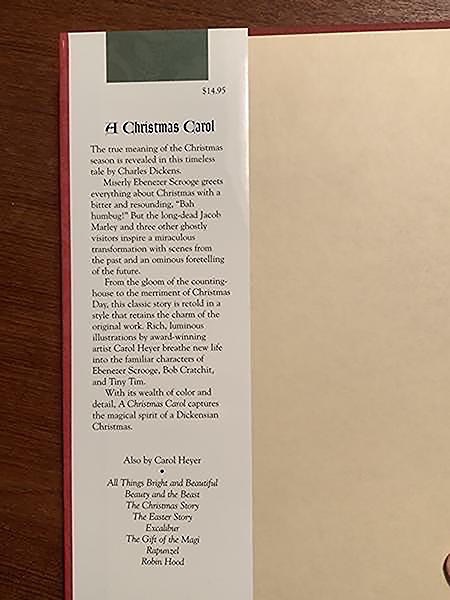 $14.95
A Christmas Carol
The true meaning of the Christmas
season is revealed in this timeless
tale by Charles Dickens.
Miserly Ebenezer Scrooge greets
everything about Christmas with a
bitter and resounding, "Bah
humbug!" But the long-dead Jacob
Marley and three other ghostly
visitors inspire a miraculous
transformation with scenes from
the past and an ominous foretelling
of the future.
From the gloom of the counting-
house to the merriment of Christmas
Day, this classic story is retold in a
style that retains the charm of the
original work. Rich, luminous
illustrations by award-winning
artist Carol Heyer breathe new life
into the familiar characters of
Ebenezer Scrooge, Bob Cratchit,
and Tiny Tim.
With its wealth of color and
detail, A Christmas Carol captures
the magical spirit of a Dickensian
Christmas.
Also by Carol Heyer
•
All Things Bright and Beautiful
Beauty and the Beast
The Christmas Story
The Easter Story
Excalibur
The Gift of the Magi
Rapunzel
Robin Hood